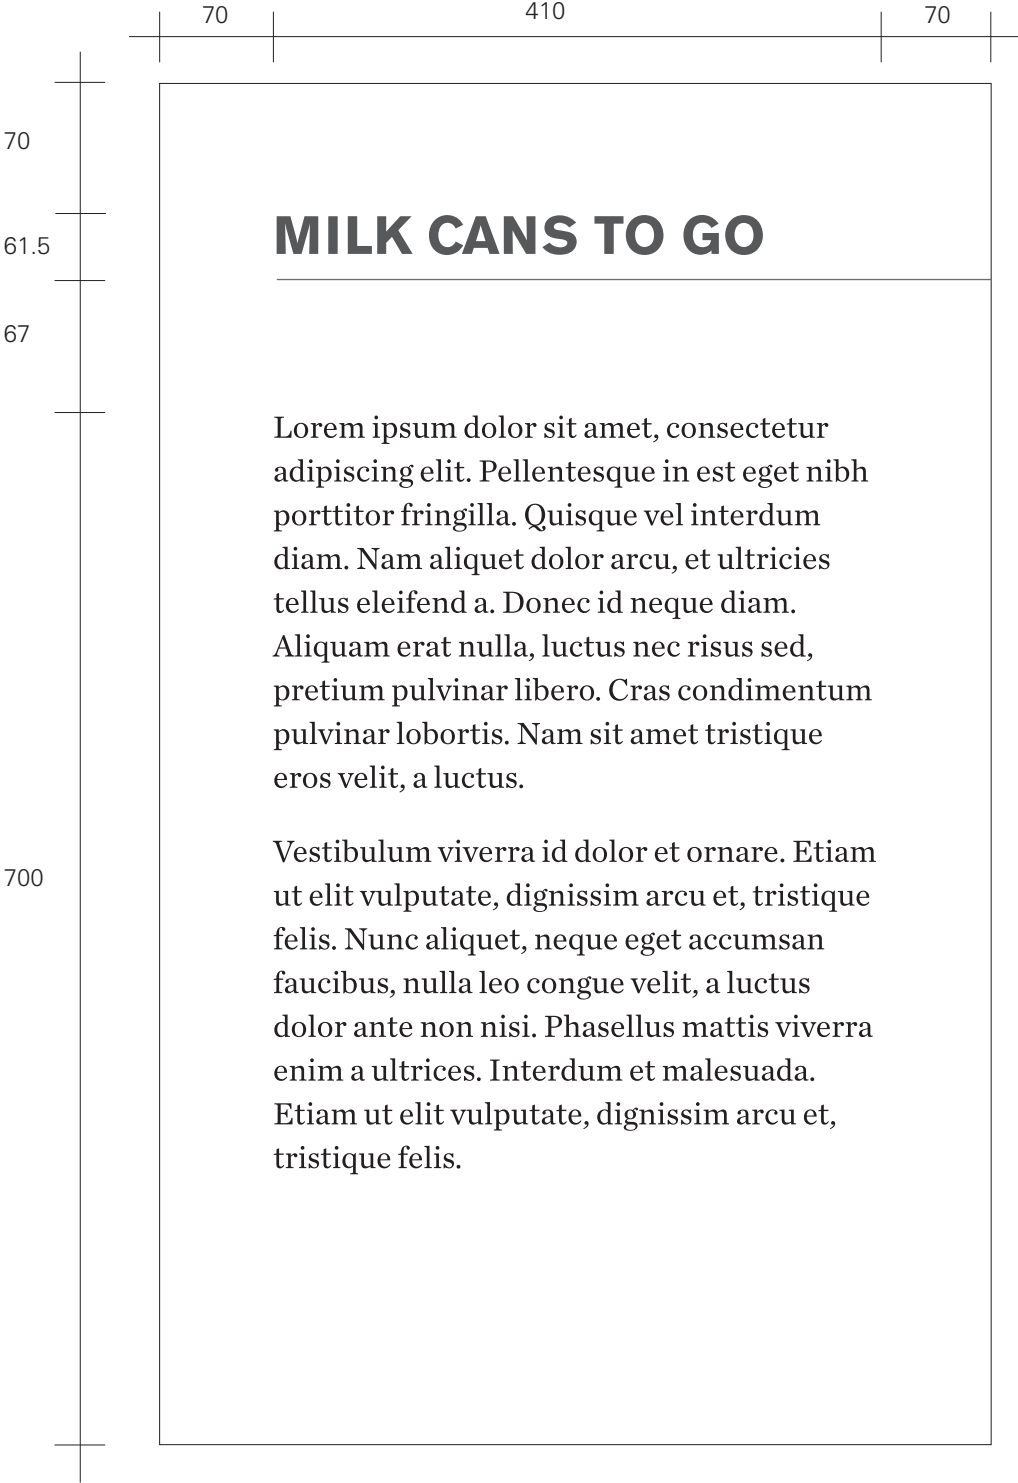 70
410
70
70
61.5
67
700
MILK CANS TO GO
Lorem ipsum dolor sit amet, consectetur
adipiscing elit. Pellentesque in est eget nibh
porttitor fringilla. Quisque vel interdum
diam. Nam aliquet dolor arcu, et ultricies
tellus eleifend a. Donec id neque diam.
Aliquam erat nulla, luctus nec risus sed,
pretium pulvinar libero. Cras condimentum
pulvinar lobortis. Nam sit amet tristique
eros velit, a luctus.
Vestibulum viverra id dolor et ornare. Etiam
ut elit vulputate, dignissim arcu et, tristique
felis. Nunc aliquet, neque eget accumsan
faucibus, nulla leo congue velit, a luctus
dolor ante non nisi. Phasellus mattis viverra
enim a ultrices. Interdum et malesuada.
Etiam ut elit vulputate, dignissim arcu et,
tristique felis.